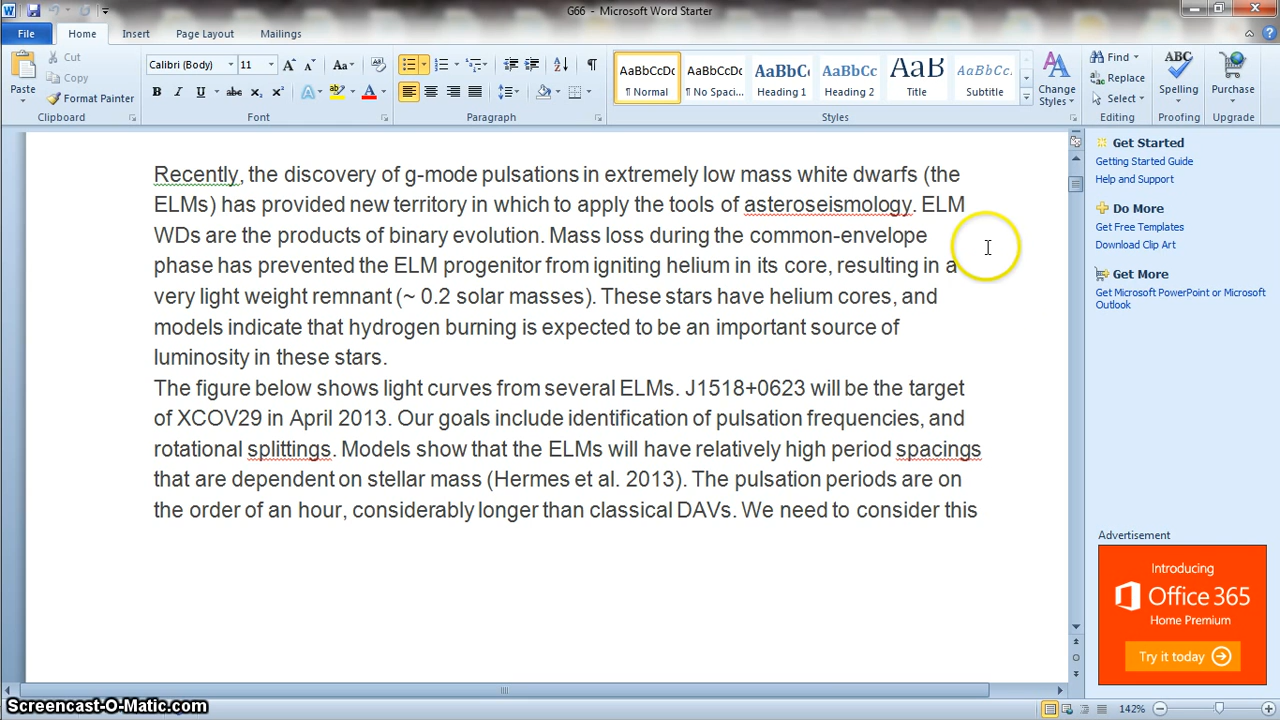 G66 - Microsoft Word Starter
File Home Insert Page Layout Mailings
Paste
Cut
Copy
Format Painter
Clipboard
Calibri (Body) 11
Font
Paragraph
AaBbCcDc AaBbCcDc AaBbC AaBbCc AaB AaBbCc.
¶ Normal ¶ No Spaci... Heading 1 Heading 2 Title Subtitle
Change
Styles
Styles
Find
Replace
Select
Editing
Spelling
Proofing
Purchase
Upgrade
Recently, the discovery of g-mode pulsations in extremely low mass white dwarfs (the
ELMs) has provided new territory in which to apply the tools of asteroseismology. ELM
WDs are the products of binary evolution. Mass loss during the common-envelope
phase has prevented the ELM progenitor from igniting helium in its core, resulting in a
very light weight remnant (~ 0.2 solar masses). These stars have helium cores, and
models indicate that hydrogen burning is expected to be an important source of
luminosity in these stars.
The figure below shows light curves from several ELMs. J1518+0623 will be the target
of XCOV29 in April 2013. Our goals include identification of pulsation frequencies, and
rotational splittings. Models show that the ELMs will have relatively high period spacings
that are dependent on stellar mass (Hermes et al. 2013). The pulsation periods are on
the order of an hour, considerably longer than classical DAVs. We need to consider this
Get Started
Getting Started Guide
Help and Support
Do More
Get Free Templates
Download Clip Art
Get More
Get Microsoft PowerPoint or Microsoft
Outlook
Advertisement
Introducing
Office 365
Home Premium
Try it today
Screencast-O-Matic.com
142%